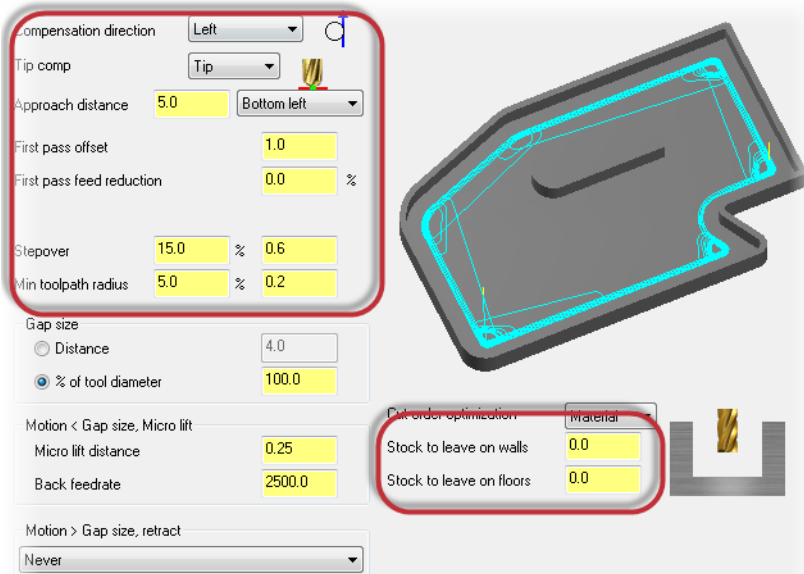 Compensation direction Left
Tip comp Tip
Approach distance 5.0 Bottom left
First pass offset 1.0
First pass feed reduction 0.0 %
Stepover 15.0 % 0.6
Min toolpath radius 5.0 % 0.2
Gap size
Distance 4.0
% of tool diameter 100.0
Motion < Gap size, Micro lift
Micro lift distance 0.25
Back feedrate 2500.0
Motion > Gap size, retract
Never
Cut order optimization Material
Stock to leave on walls 0.0
Stock to leave on floors 0.0